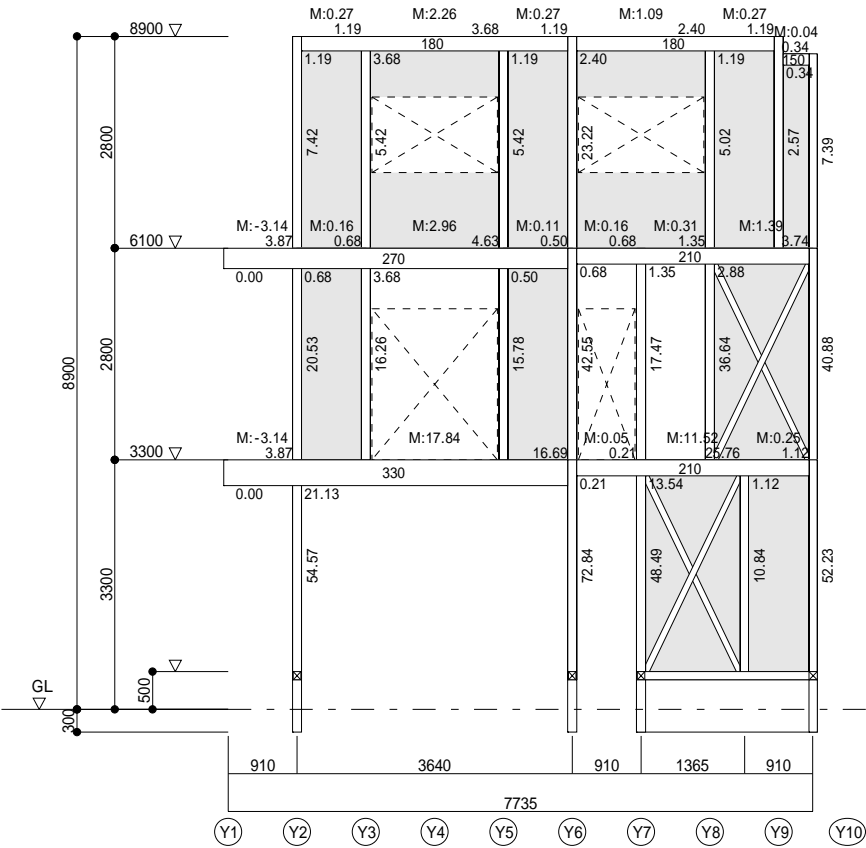 M:0.27 M:2.26 M:0.27 M:1.09 M:0.27
8900 1.19 3.68 1.19 2.40 1.19 M:0.04
180 180 0.34
1.19 3.68 1.19 2.40 1.19 150
0.34
2800 7.42 5.42 5.42 23.22 5.02 2.57 7.39
M:-3.14 M:0.16 M:2.96 M:0.11 M:0.16 M:0.31 M:1.39
6100 3.87 0.68 4.63 0.50 0.68 1.35 3.74
270 210
0.00 0.68 3.68 0.50 0.68 1.35 2.88
8900 2800 20.53 16.26 15.78 42.55 17.47 36.64 40.88
M:-3.14 M:17.84 M:0.05 M:11.52 M:0.25
3300 3.87 16.69 0.21 25.76 1.12
330 210
0.00 21.13 0.21 13.54 1.12
3300 54.57 72.84 48.49 10.84 52.23
GL 500
300
910 3640 910 1365 910
7735
Y1 Y2 Y3 Y4 Y5 Y6 Y7 Y8 Y9 Y10